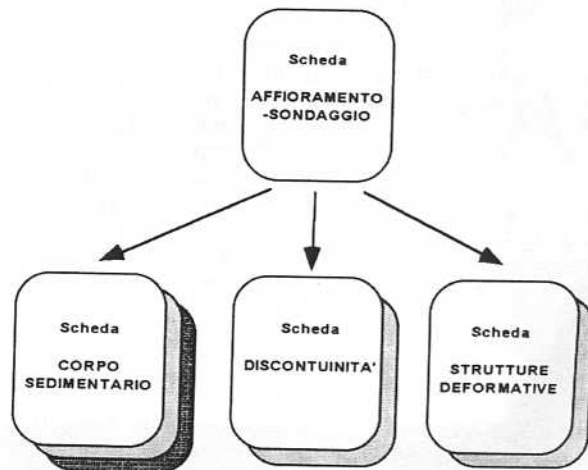 Scheda
AFFIORAMENTO
-SONDAGGIO
Scheda
CORPO
SEDIMENTARIO
Scheda
DISCONTUINITA'
Scheda
STRUTTURE
DEFORMATIVE